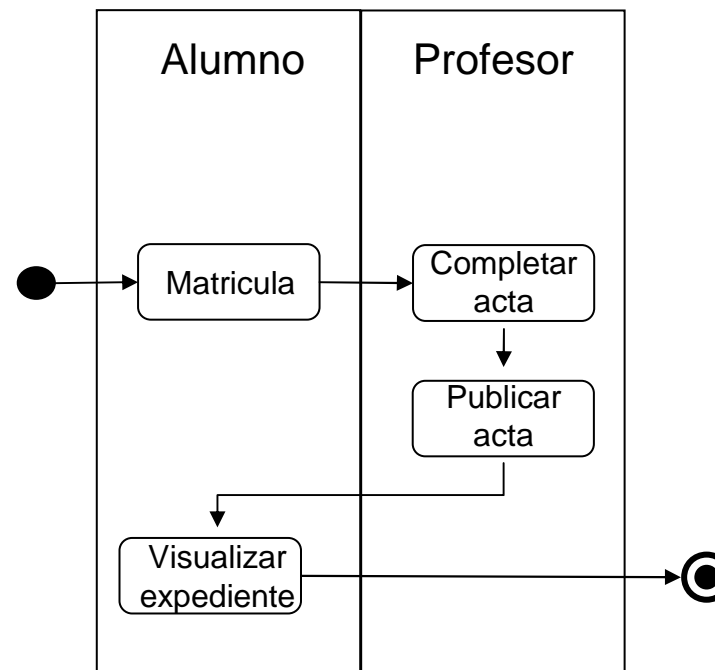 Alumno
Profesor
Matricula
Completar
acta
Publicar
acta
Visualizar
expediente